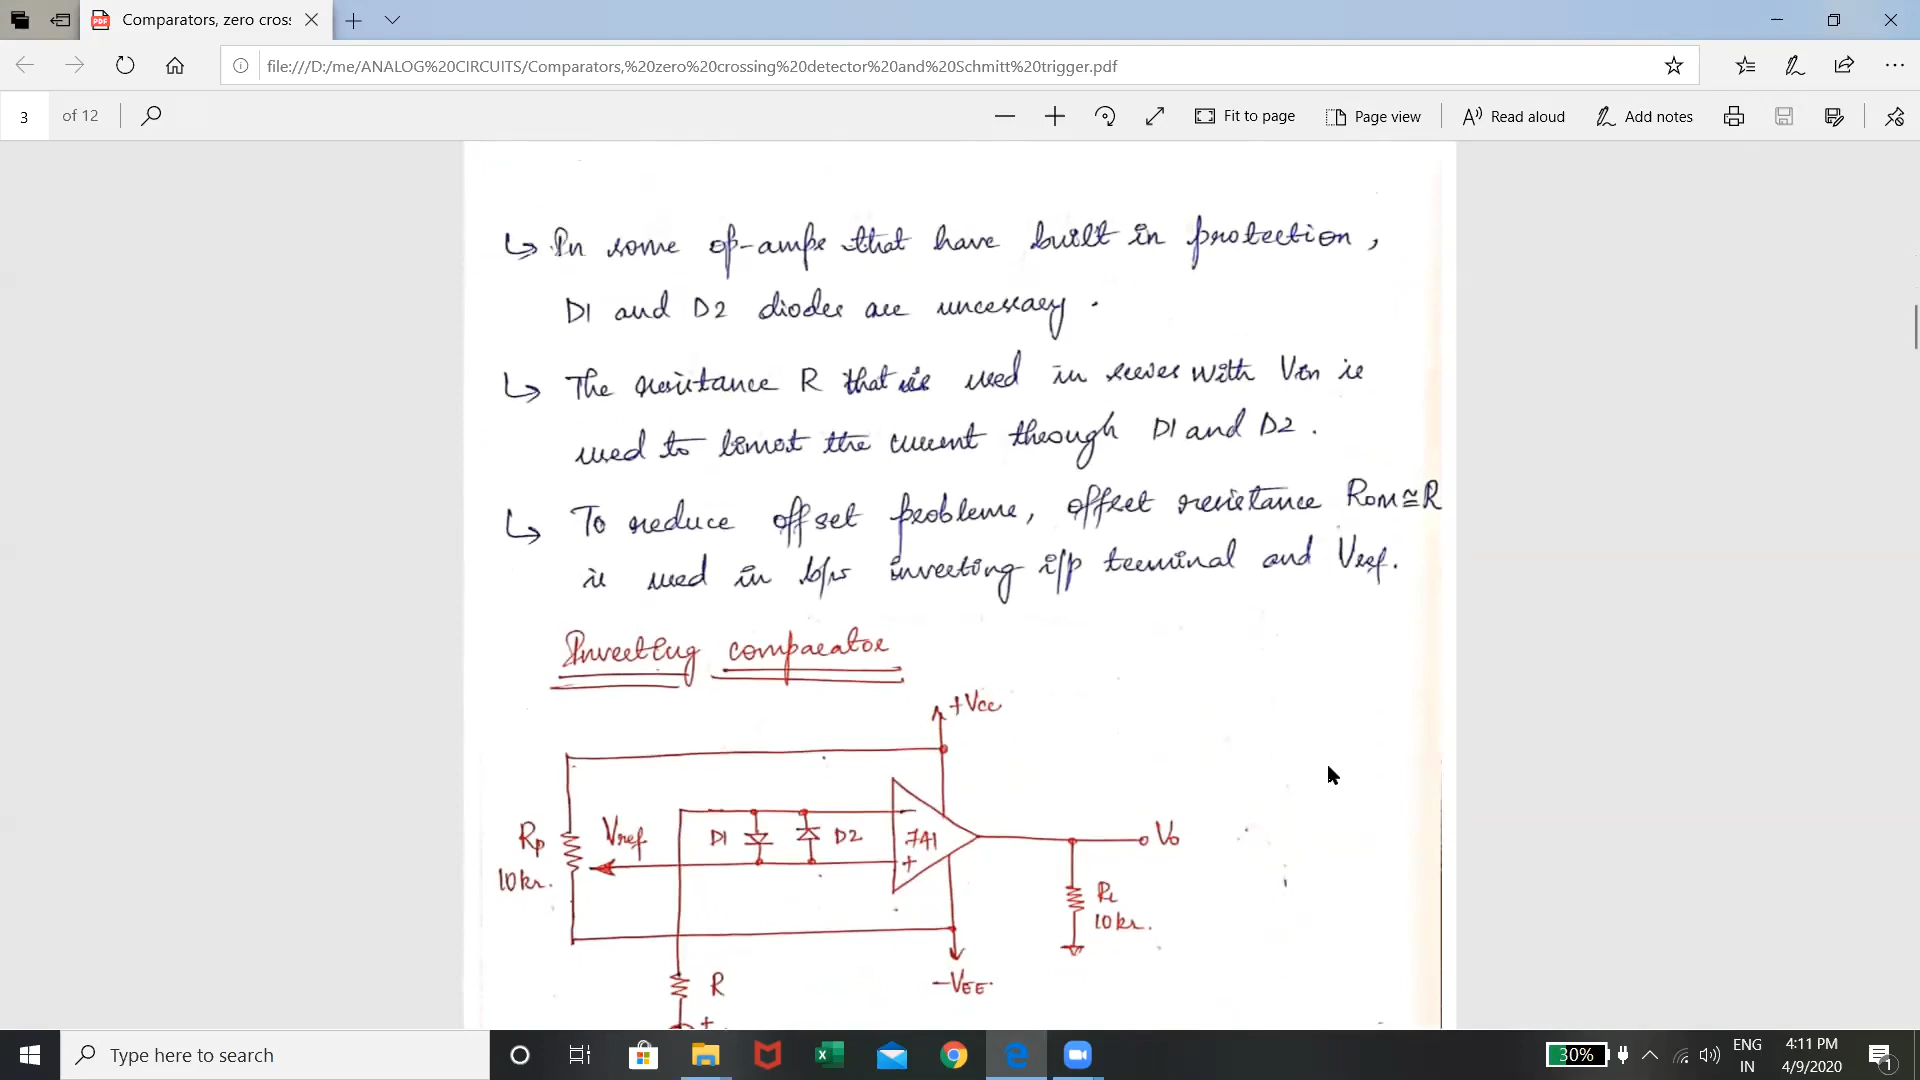 Comparators, zero cross
file:///D:/me/ANALOG%20CIRCUITS/Comparators,%20zero%20crossing%20detector%20and%20Schmitt%20trigger.pdf
3 of 12 Fit to page Page view Read aloud Add notes
↳ In some op-amps that have built in protection,
D1 and D2 diodes are uncessary.
↳ The resistance R that is used in series with Vin is
used to limit the current through D1 and D2.
↳ To reduce offset problems, offset resistance ROM≅R
is used in b/w inverting i/p terminal and Vref.
Inverting comparator
+Vcc
Rp
10kΩ.
Vref
D1
D2
741
-
+
Vo
RL
10kΩ.
-VEE.
R
+
Type here to search
30%
ENG
IN
4:11 PM
4/9/2020
1